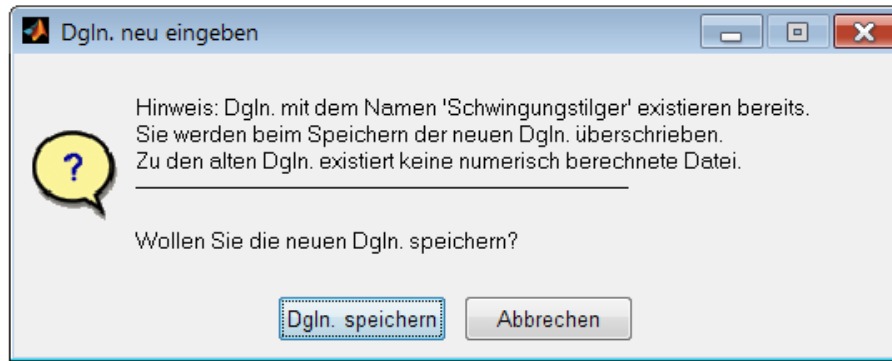 Dgln. neu eingeben
Hinweis: Dgln. mit dem Namen 'Schwingungstilger' existieren bereits.
Sie werden beim Speichern der neuen Dgln. überschrieben.
Zu den alten Dgln. existiert keine numerisch berechnete Datei.
?
Wollen Sie die neuen Dgln. speichern?
Dgln. speichern
Abbrechen